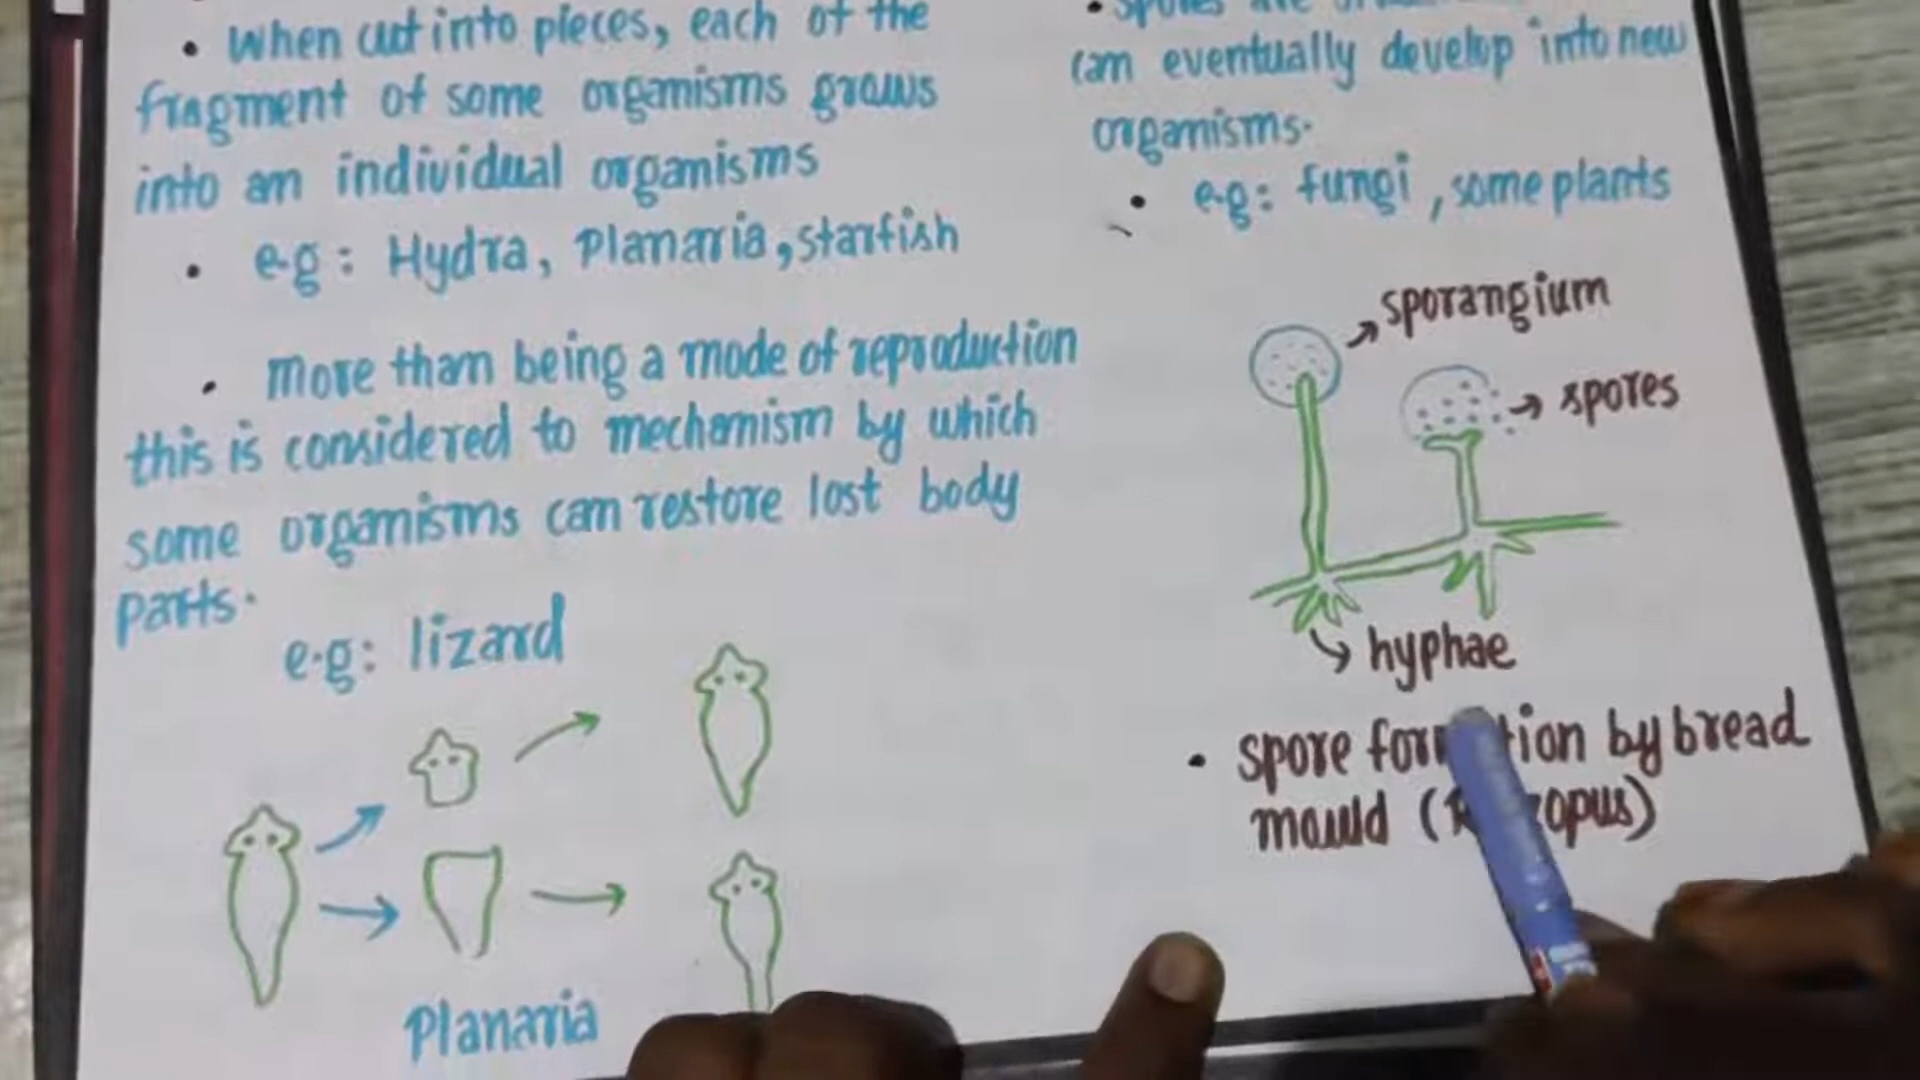 • When cut into pieces, each of the
fragment of some organisms grows
into an individual organisms
• e.g: Hydra, Planaria, starfish
• More than being a mode of reproduction
this is considered to mechanism by which
some organisms can restore lost body
parts.
e.g: lizard
Planaria
• Spores are
can eventually develop into new
organisms.
• e.g: fungi, some plants
sporangium
spores
hyphae
• spore by bread
mould